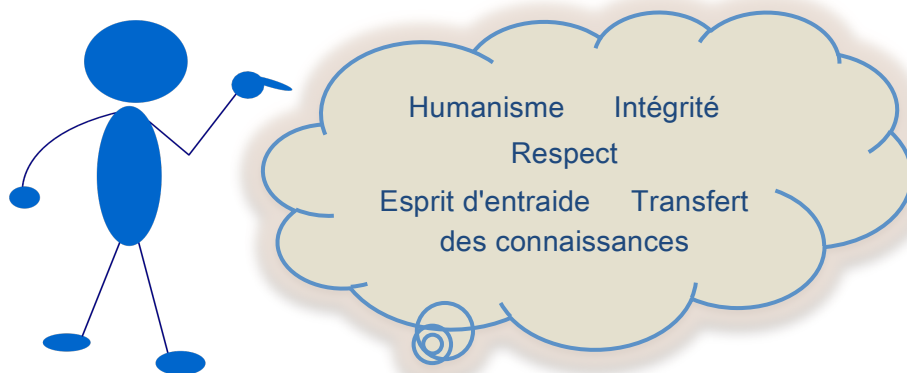 Humanisme Intégrité
Respect
Esprit d'entraide Transfert
des connaissances